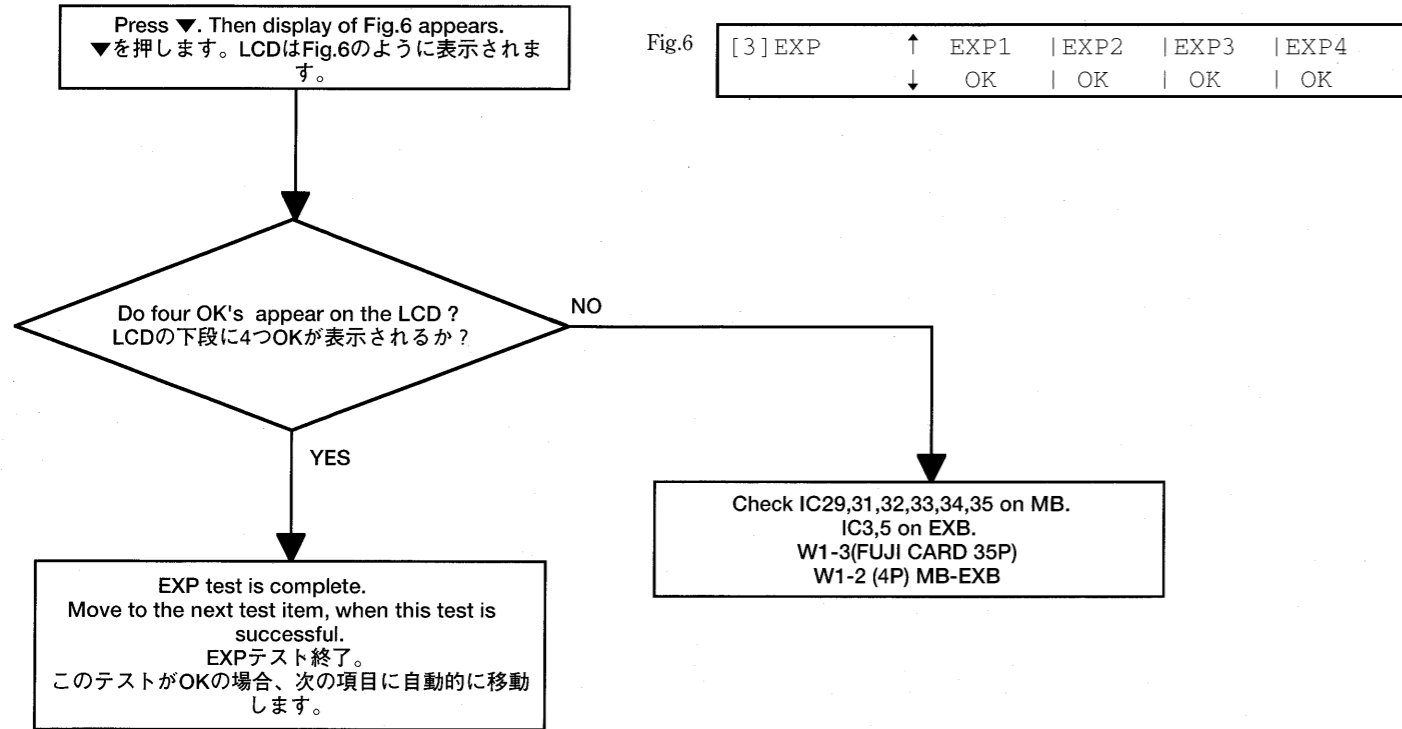 Press ▼. Then display of Fig.6 appears.
▼を押します。LCDはFig.6のように表示されま
す。
Fig.6
[3]EXP ↑ EXP1 |EXP2 |EXP3 |EXP4
↓ OK | OK | OK | OK
Do four OK's appear on the LCD ?
LCDの下段に4つOKが表示されるか?
NO
YES
Check IC29,31,32,33,34,35 on MB.
IC3,5 on EXB.
W1-3(FUJI CARD 35P)
W1-2 (4P) MB-EXB
EXP test is complete.
Move to the next test item, when this test is
successful.
EXPテスト終了。
このテストがOKの場合、次の項目に自動的に移動
します。